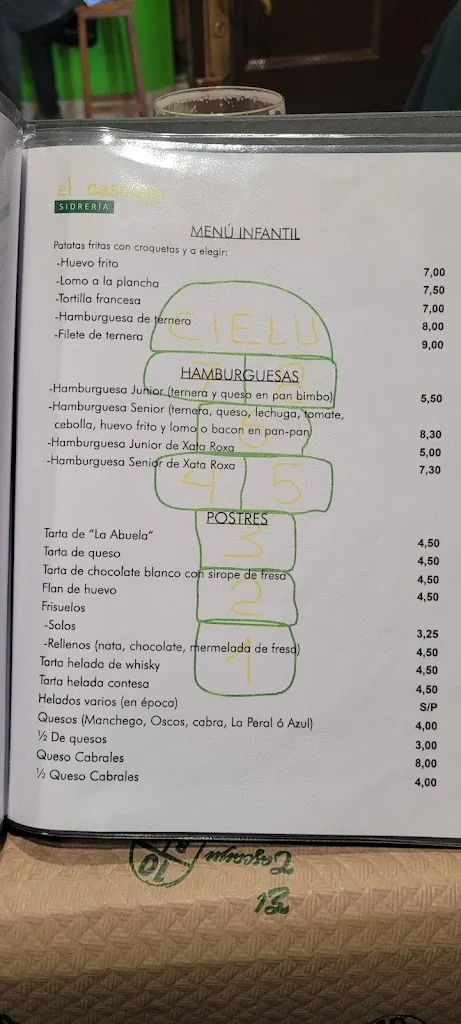 el cascayu
SIDRERÍA
MENÚ INFANTIL
Patatas fritas con croquetas y a elegir:
-Huevo frito 7,00
-Lomo a la plancha 7,50
-Tortilla francesa 7,00
-Hamburguesa de ternera 8,00
-Filete de ternera 9,00
CIELU
7 8
HAMBURGUESAS
-Hamburguesa Junior (ternera y queso en pan bimbo) 5,50
-Hamburguesa Senior (ternera, queso, lechuga, tomate,
cebolla, huevo frito y lomo o bacon en pan-pan) 8,30
6
-Hamburguesa Junior de Xata Roxa 5,00
-Hamburguesa Senior de Xata Roxa 7,30
4 5
POSTRES
Tarta de "La Abuela" 4,50
3
Tarta de queso 4,50
Tarta de chocolate blanco con sirope de fresa 4,50
Flan de huevo 4,50
2
Frisuelos
-Solos 3,25
-Rellenos (nata, chocolate, mermelada de fresa) 4,50
1
Tarta helada de whisky 4,50
Tarta helada contesa 4,50
Helados varios (en época) S/P
Quesos (Manchego, Oscos, cabra, La Peral ó Azul) 4,00
½ De quesos 3,00
Queso Cabrales 8,00
½ Queso Cabrales 4,00
El
Cascayu
10